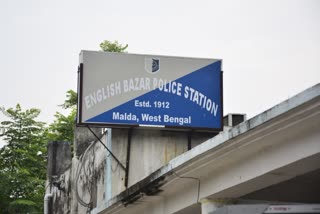 ENGLISH BAZAR POLICE STATION
Estd. 1912
Malda, West Bengal